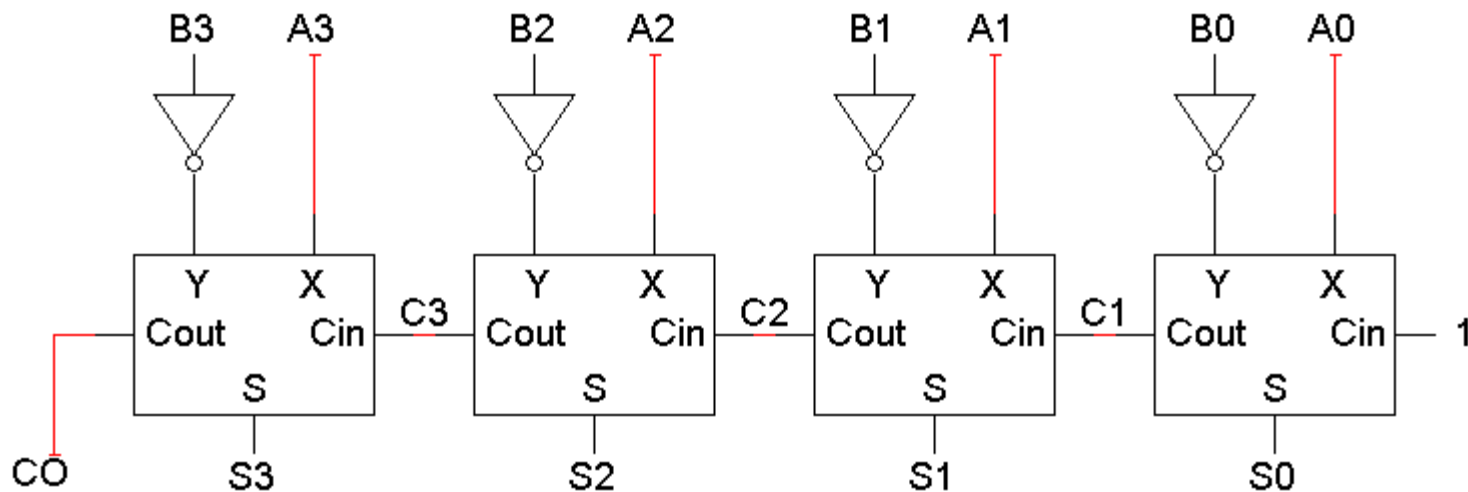 B3 A3 B2 A2 B1 A1 B0 A0
Y X Y X Y X Y X
Cout Cin C3 Cout Cin C2 Cout Cin C1 Cout Cin 1
S S S S
CO S3 S2 S1 S0